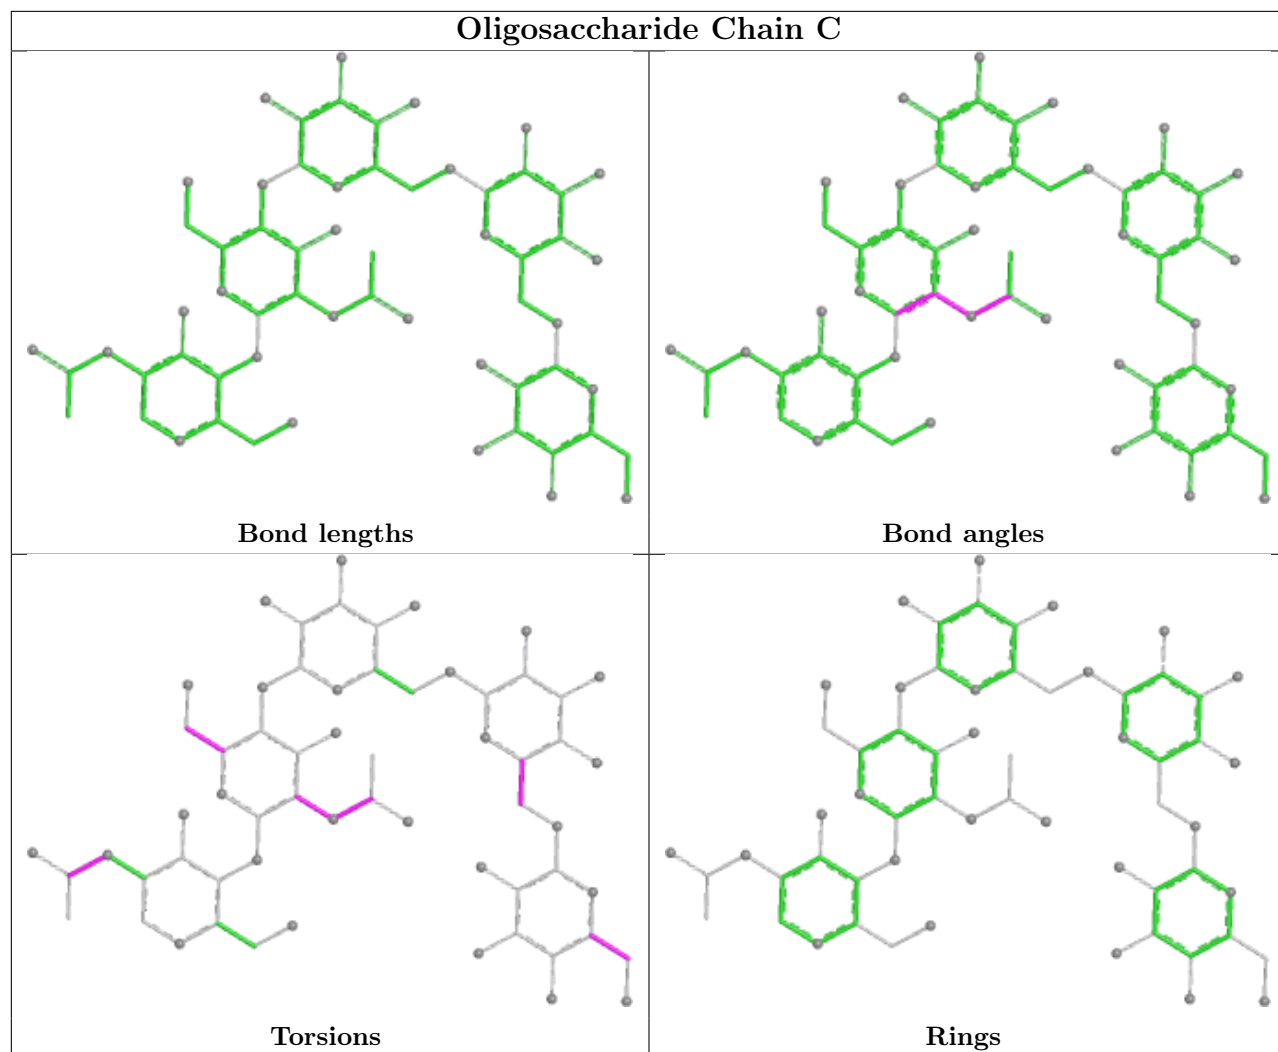 Oligosaccharide Chain C
Bond lengths
Bond angles
Torsions
Rings